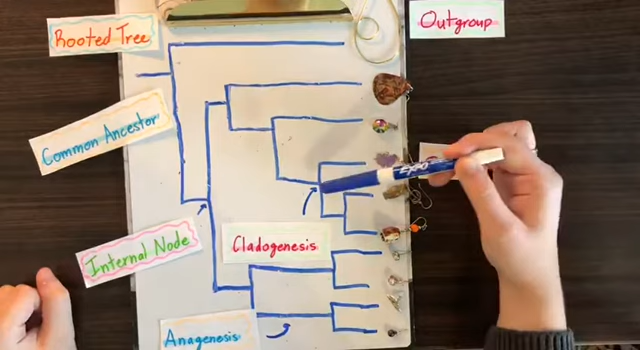 Outgroup
Rooted Tree
Common Ancestor
EXPO
Internal Node
Cladogenesis
Anagenesis